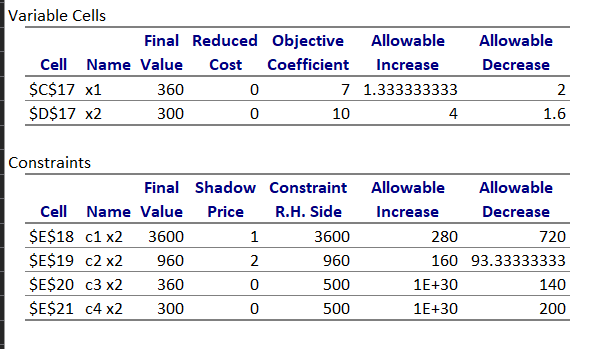 Variable Cells
Final Reduced Objective Allowable Allowable
Cell Name Value Cost Coefficient Increase Decrease
$C$17 x1 360 0 7 1.333333333 2
$D$17 x2 300 0 10 4 1.6
Constraints
Final Shadow Constraint Allowable Allowable
Cell Name Value Price R.H. Side Increase Decrease
$E$18 c1 x2 3600 1 3600 280 720
$E$19 c2 x2 960 2 960 160 93.33333333
$E$20 c3 x2 360 0 500 1E+30 140
$E$21 c4 x2 300 0 500 1E+30 200